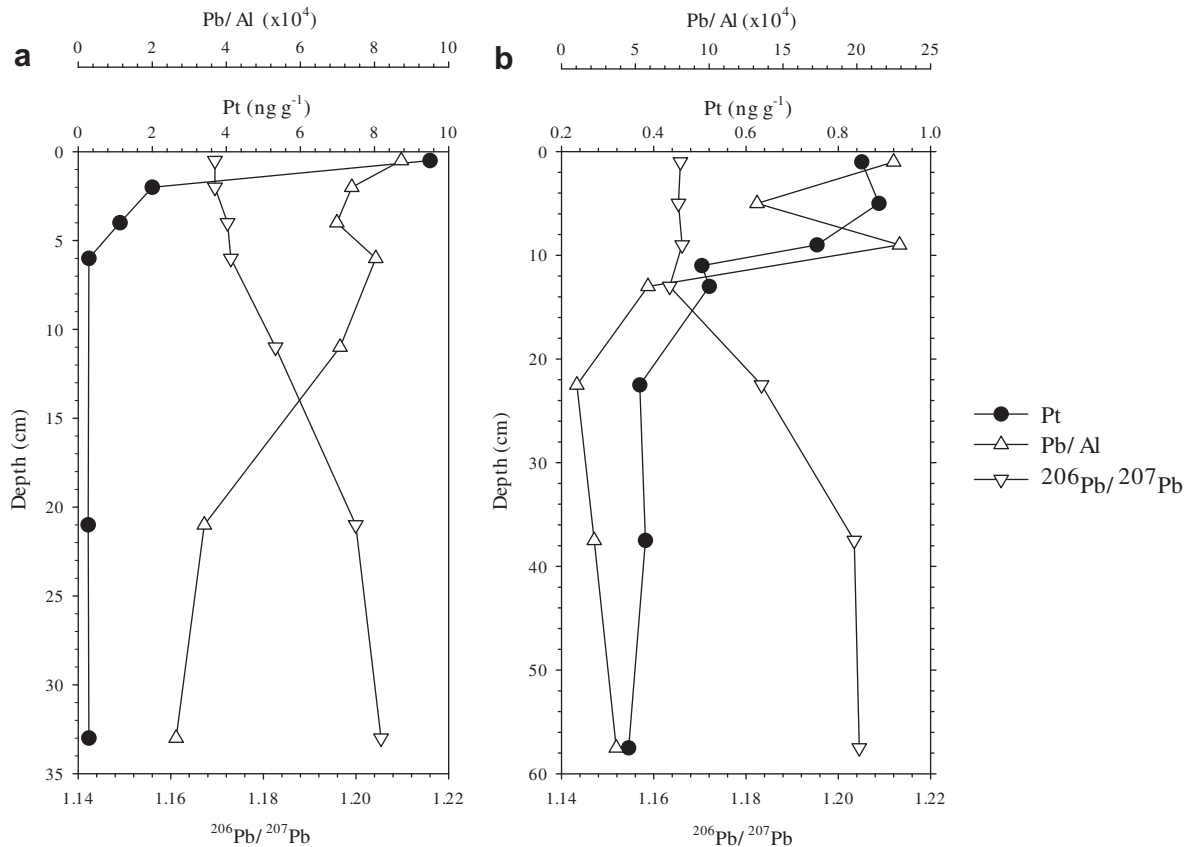 a
Pb/Al (x10⁴)
0 2 4 6 8 10
Pt (ng g⁻¹)
0 2 4 6 8 10
Depth (cm)
0
5
10
15
20
25
30
35
1.14 1.16 1.18 1.20 1.22
²⁰⁶Pb/²⁰⁷Pb
b
Pb/Al (x10⁴)
0 5 10 15 20 25
Pt (ng g⁻¹)
0.2 0.4 0.6 0.8 1.0
Depth (cm)
0
10
20
30
40
50
60
1.14 1.16 1.18 1.20 1.22
²⁰⁶Pb/²⁰⁷Pb
Pt
Pb/Al
²⁰⁶Pb/²⁰⁷Pb